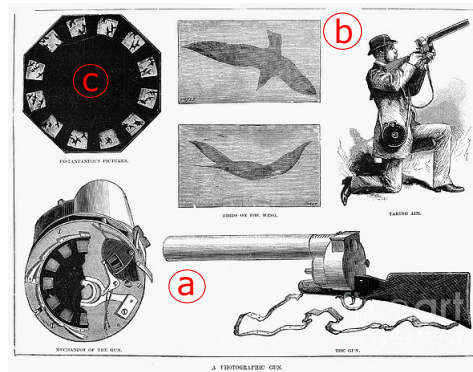 b
c
INSTANTANEOUS PICTURES.
BIRDS ON THE WING.
TAKING AIM.
a
MECHANISM OF THE GUN.
THE GUN.
A PHOTOGRAPHIC GUN.